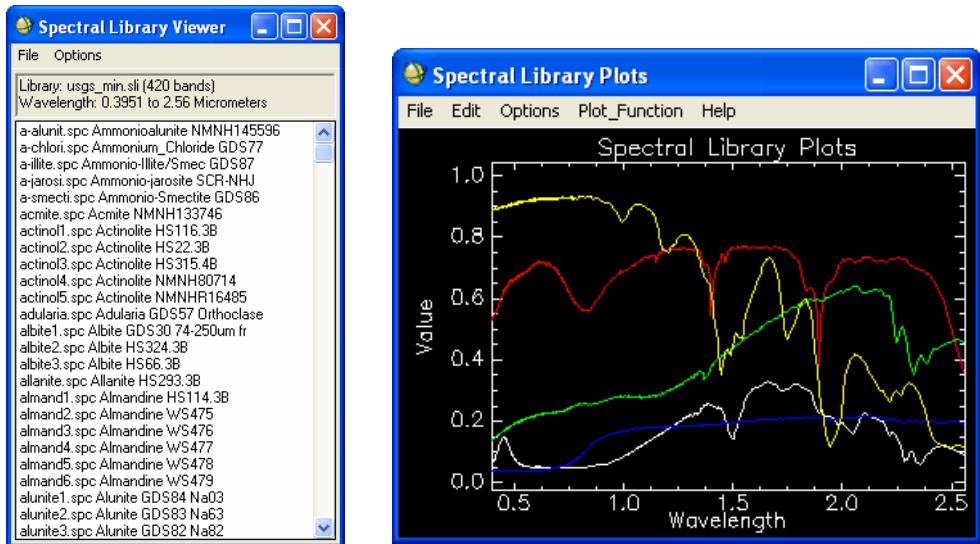 Spectral Library Viewer
File Options
Library: usgs_min.sli (420 bands)
Wavelength: 0.3951 to 2.56 Micrometers
a-alunit.spc Ammonioalunite NMNH145596
a-chlori.spc Ammonium_Chloride GDS77
a-illite.spc Ammonio-Illite/Smec GDS87
a-jarosi.spc Ammonio-jarosite SCR-NHJ
a-smecti.spc Ammonio-Smectite GDS86
acmite.spc Acmite NMNH133746
actinol1.spc Actinolite HS116.3B
actinol2.spc Actinolite HS22.3B
actinol3.spc Actinolite HS315.4B
actinol4.spc Actinolite NMNH80714
actinol5.spc Actinolite NMNHR16485
adularia.spc Adularia GDS57 Orthoclase
albite1.spc Albite GDS30 74-250um fr
albite2.spc Albite HS324.3B
albite3.spc Albite HS66.3B
allanite.spc Allanite HS293.3B
almand1.spc Almandine HS114.3B
almand2.spc Almandine WS475
almand3.spc Almandine WS476
almand4.spc Almandine WS477
almand5.spc Almandine WS478
almand6.spc Almandine WS479
alunite1.spc Alunite GDS84 Na03
alunite2.spc Alunite GDS83 Na63
alunite3.spc Alunite GDS82 Na82
Spectral Library Plots
File Edit Options Plot_Function Help
Spectral Library Plots
1.0
0.8
0.6
0.4
0.2
0.0
Value
0.5 1.0 1.5 2.0 2.5
Wavelength